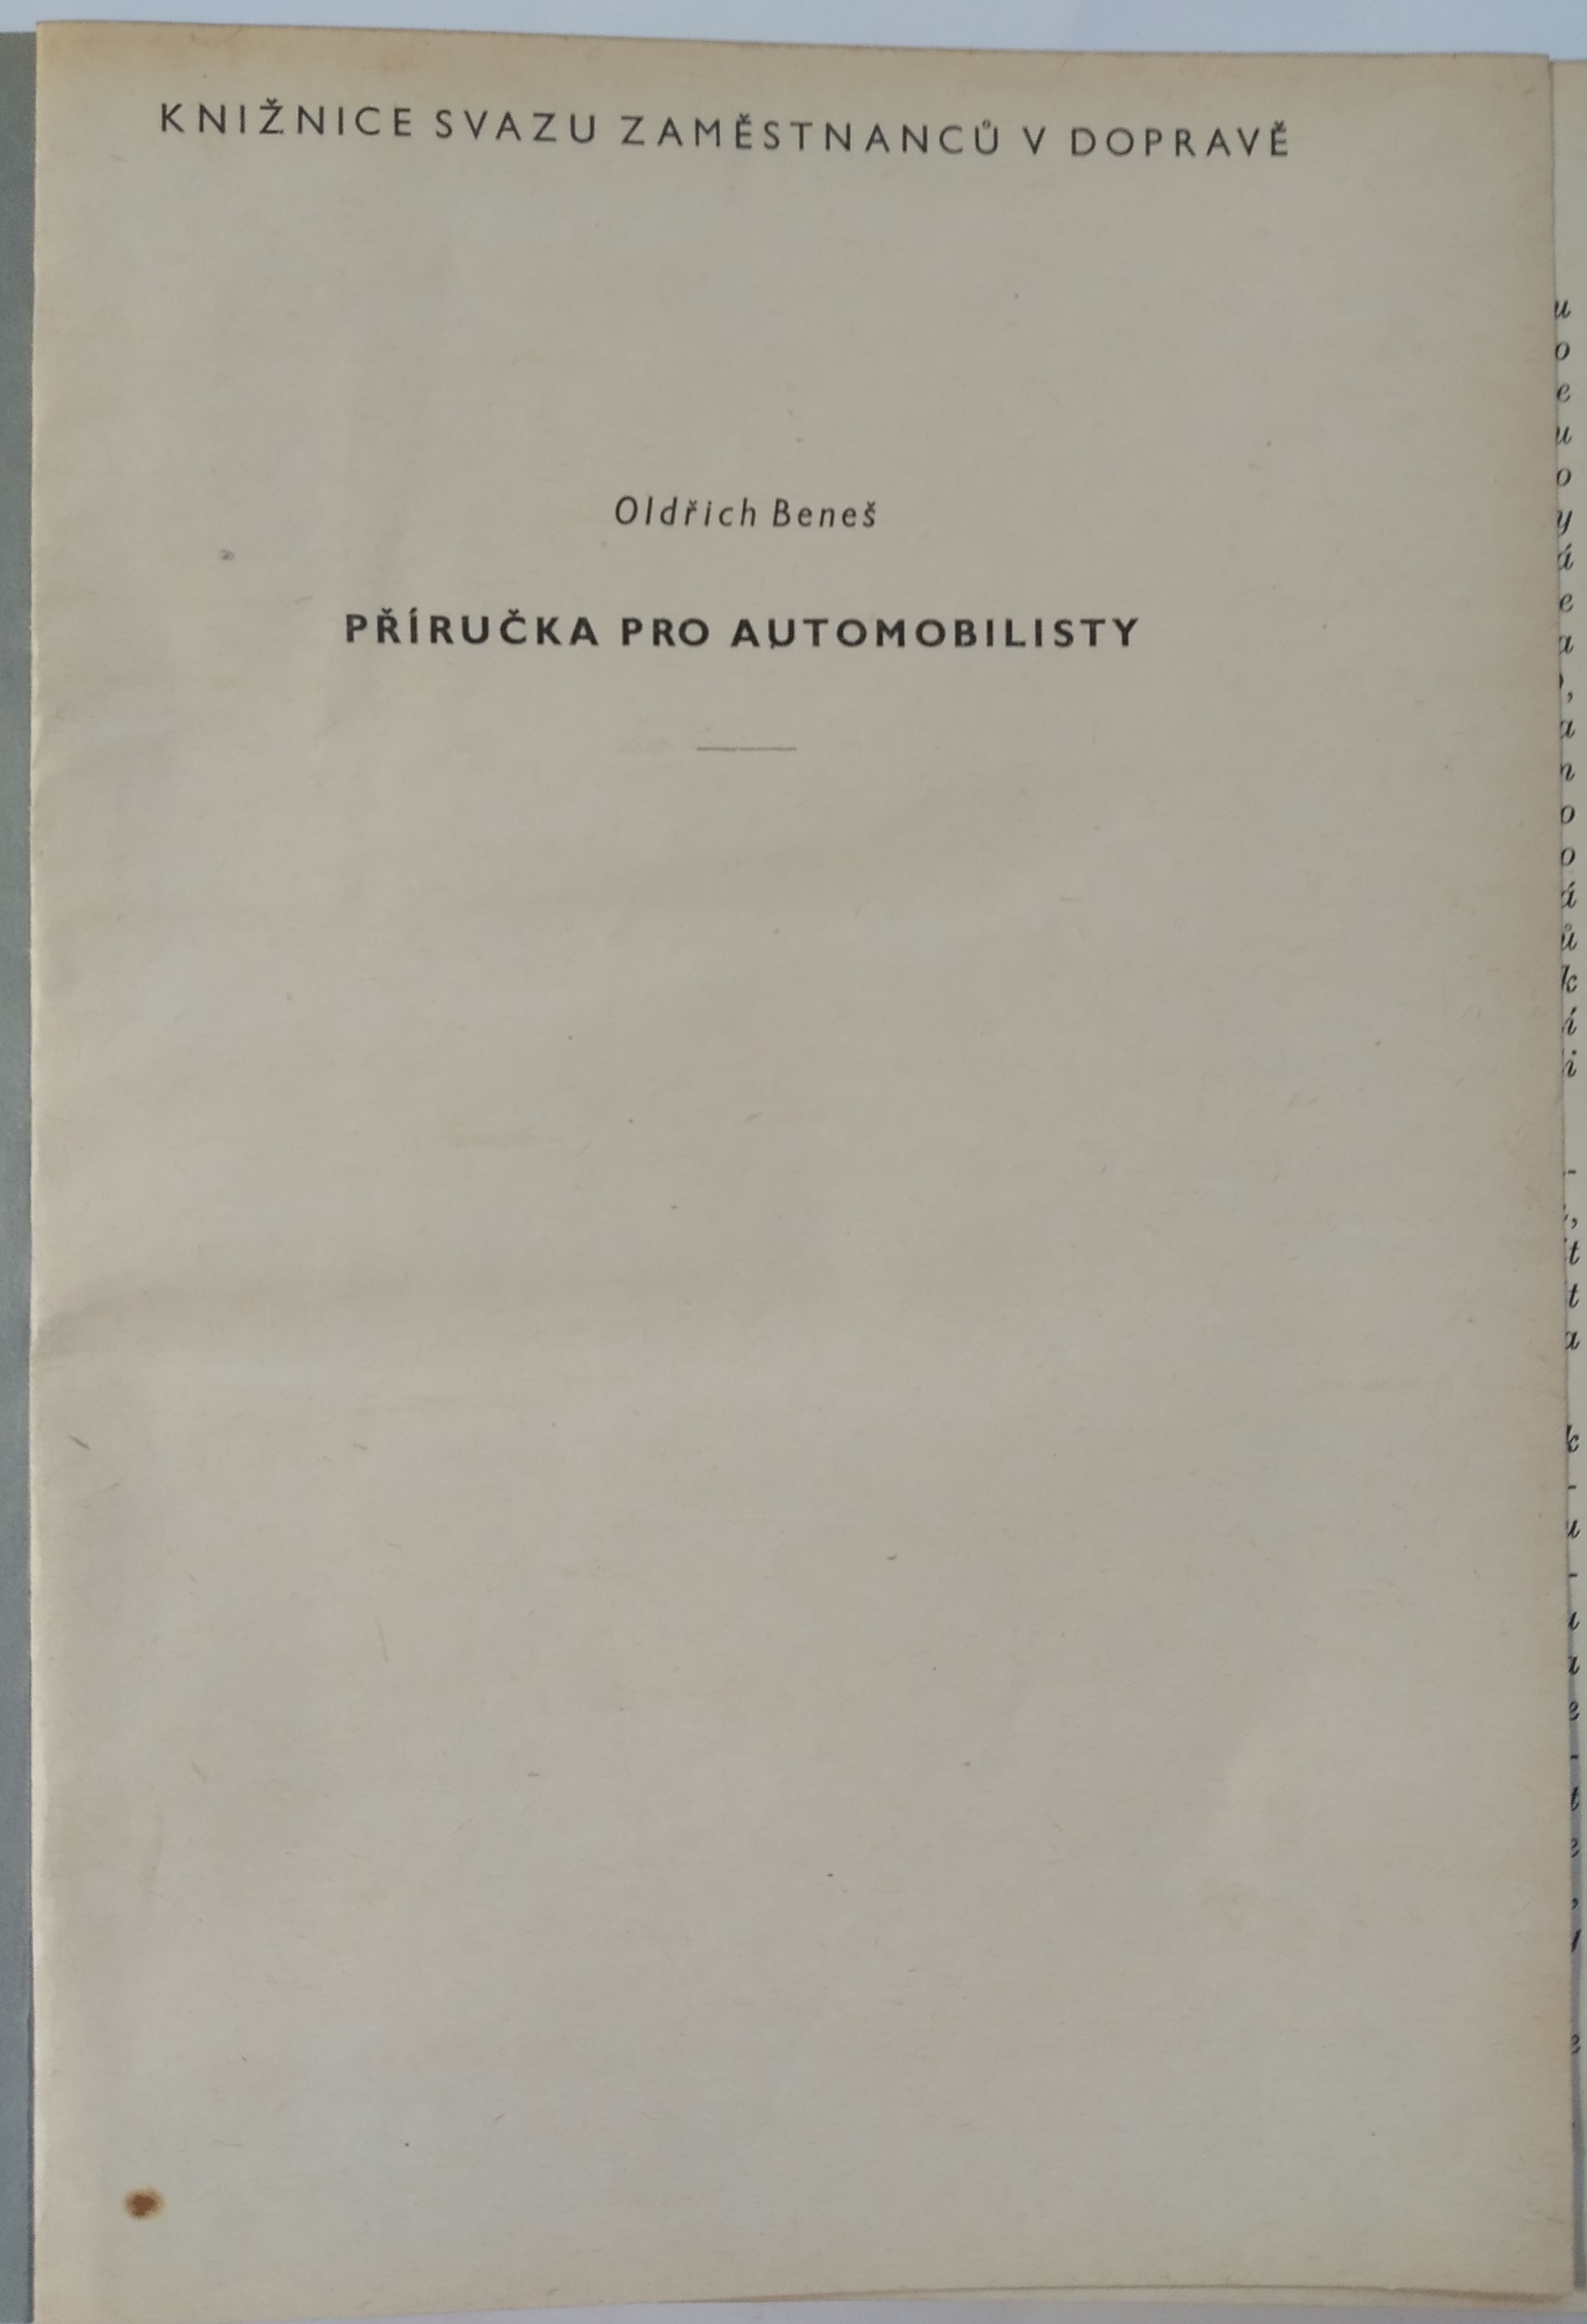 KNIŽNICE SVAZU ZAMĚSTNANCŮ V DOPRAVĚ
Oldřich Beneš
PŘÍRUČKA PRO AUTOMOBILISTY